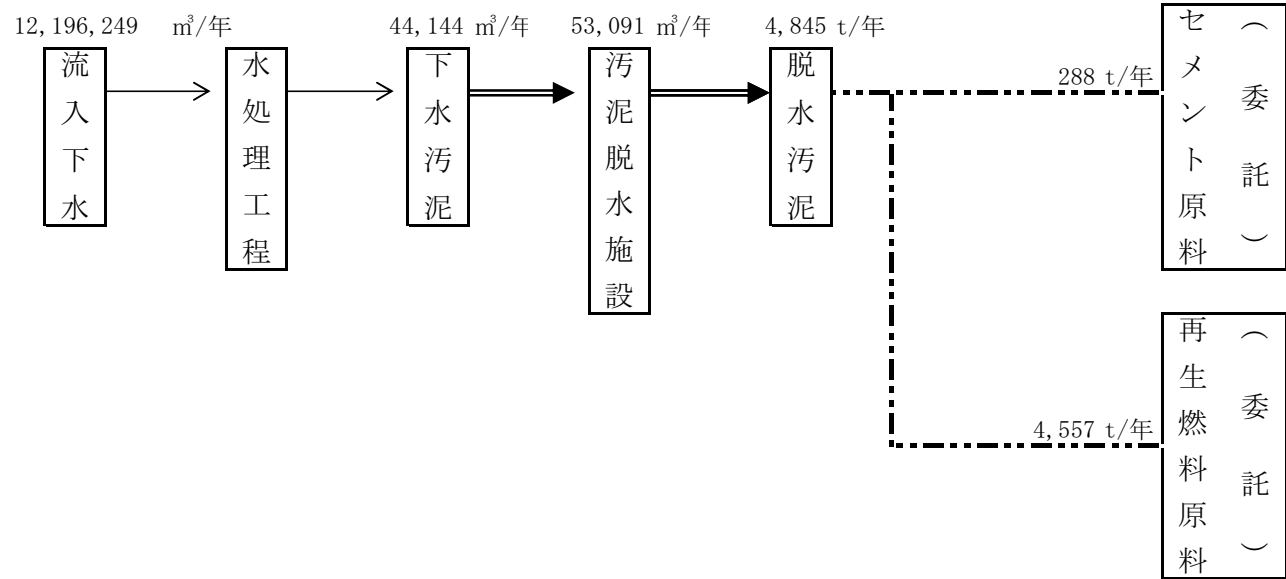 12,196,249 ㎥/年
44,144 ㎥/年
53,091 ㎥/年
4,845 t/年
流入下水
水処理工程
下水汚泥
汚泥脱水施設
脱水汚泥
288 t/年
セメント原料
（委託）
4,557 t/年
再生燃料原料
（委託）